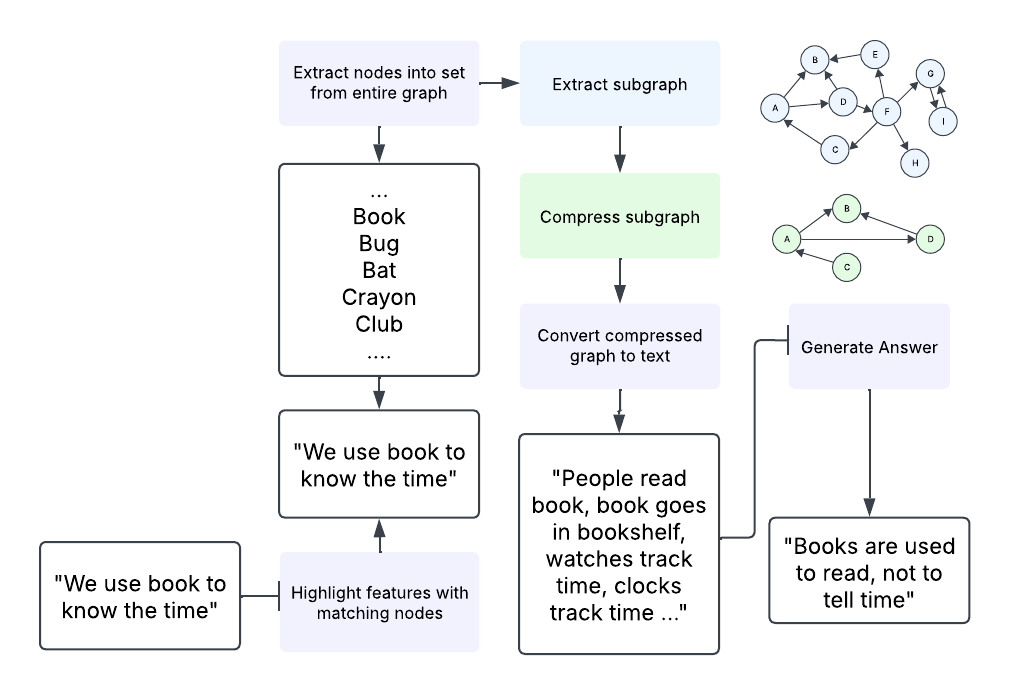 Extract nodes into set
from entire graph
Extract subgraph
B
E
G
A
D
F
I
C
H
...
Book
Bug
Bat
Crayon
Club
....
Compress subgraph
B
A
D
C
Convert compressed
graph to text
Generate Answer
"We use book to
know the time"
"People read
book, book goes
in bookshelf,
watches track
time, clocks
track time ..."
"We use book to
know the time"
Highlight features with
matching nodes
"Books are used
to read, not to
tell time"